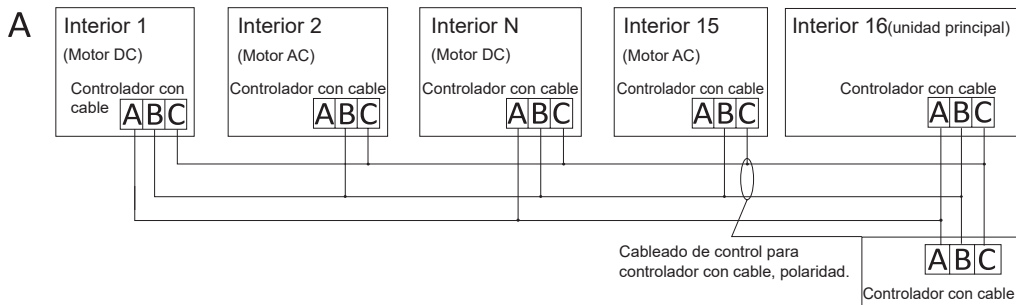 A
Interior 1
(Motor DC)
Controlador con
cable
A B C
Interior 2
(Motor AC)
Controlador con cable
A B C
Interior N
(Motor DC)
Controlador con cable
A B C
Interior 15
(Motor AC)
Controlador con cable
A B C
Interior 16(unidad principal)
Controlador con cable
A B C
Cableado de control para
controlador con cable, polaridad.
A B C
Controlador con cable